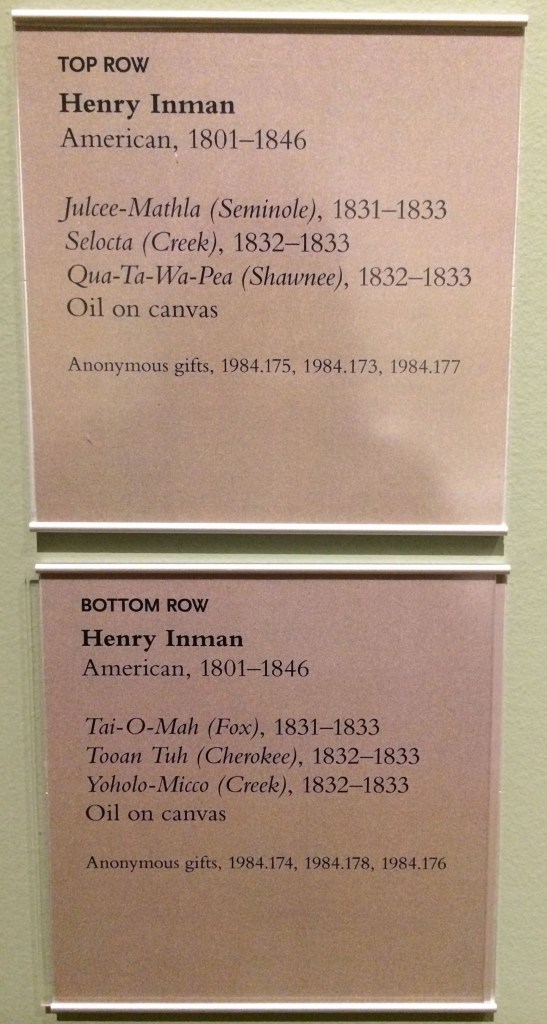 TOP ROW
Henry Inman
American, 1801–1846
Julcee-Mathla (Seminole), 1831–1833
Selocta (Creek), 1832–1833
Qua-Ta-Wa-Pea (Shawnee), 1832–1833
Oil on canvas
Anonymous gifts, 1984.175, 1984.173, 1984.177
BOTTOM ROW
Henry Inman
American, 1801–1846
Tai-O-Mah (Fox), 1831–1833
Tooan Tuh (Cherokee), 1832–1833
Yoholo-Micco (Creek), 1832–1833
Oil on canvas
Anonymous gifts, 1984.174, 1984.178, 1984.176